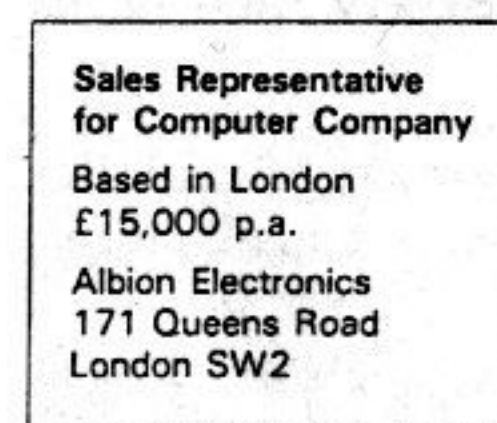 Sales Representative
for Computer Company
Based in London
£15,000 p.a.
Albion Electronics
171 Queens Road
London SW2